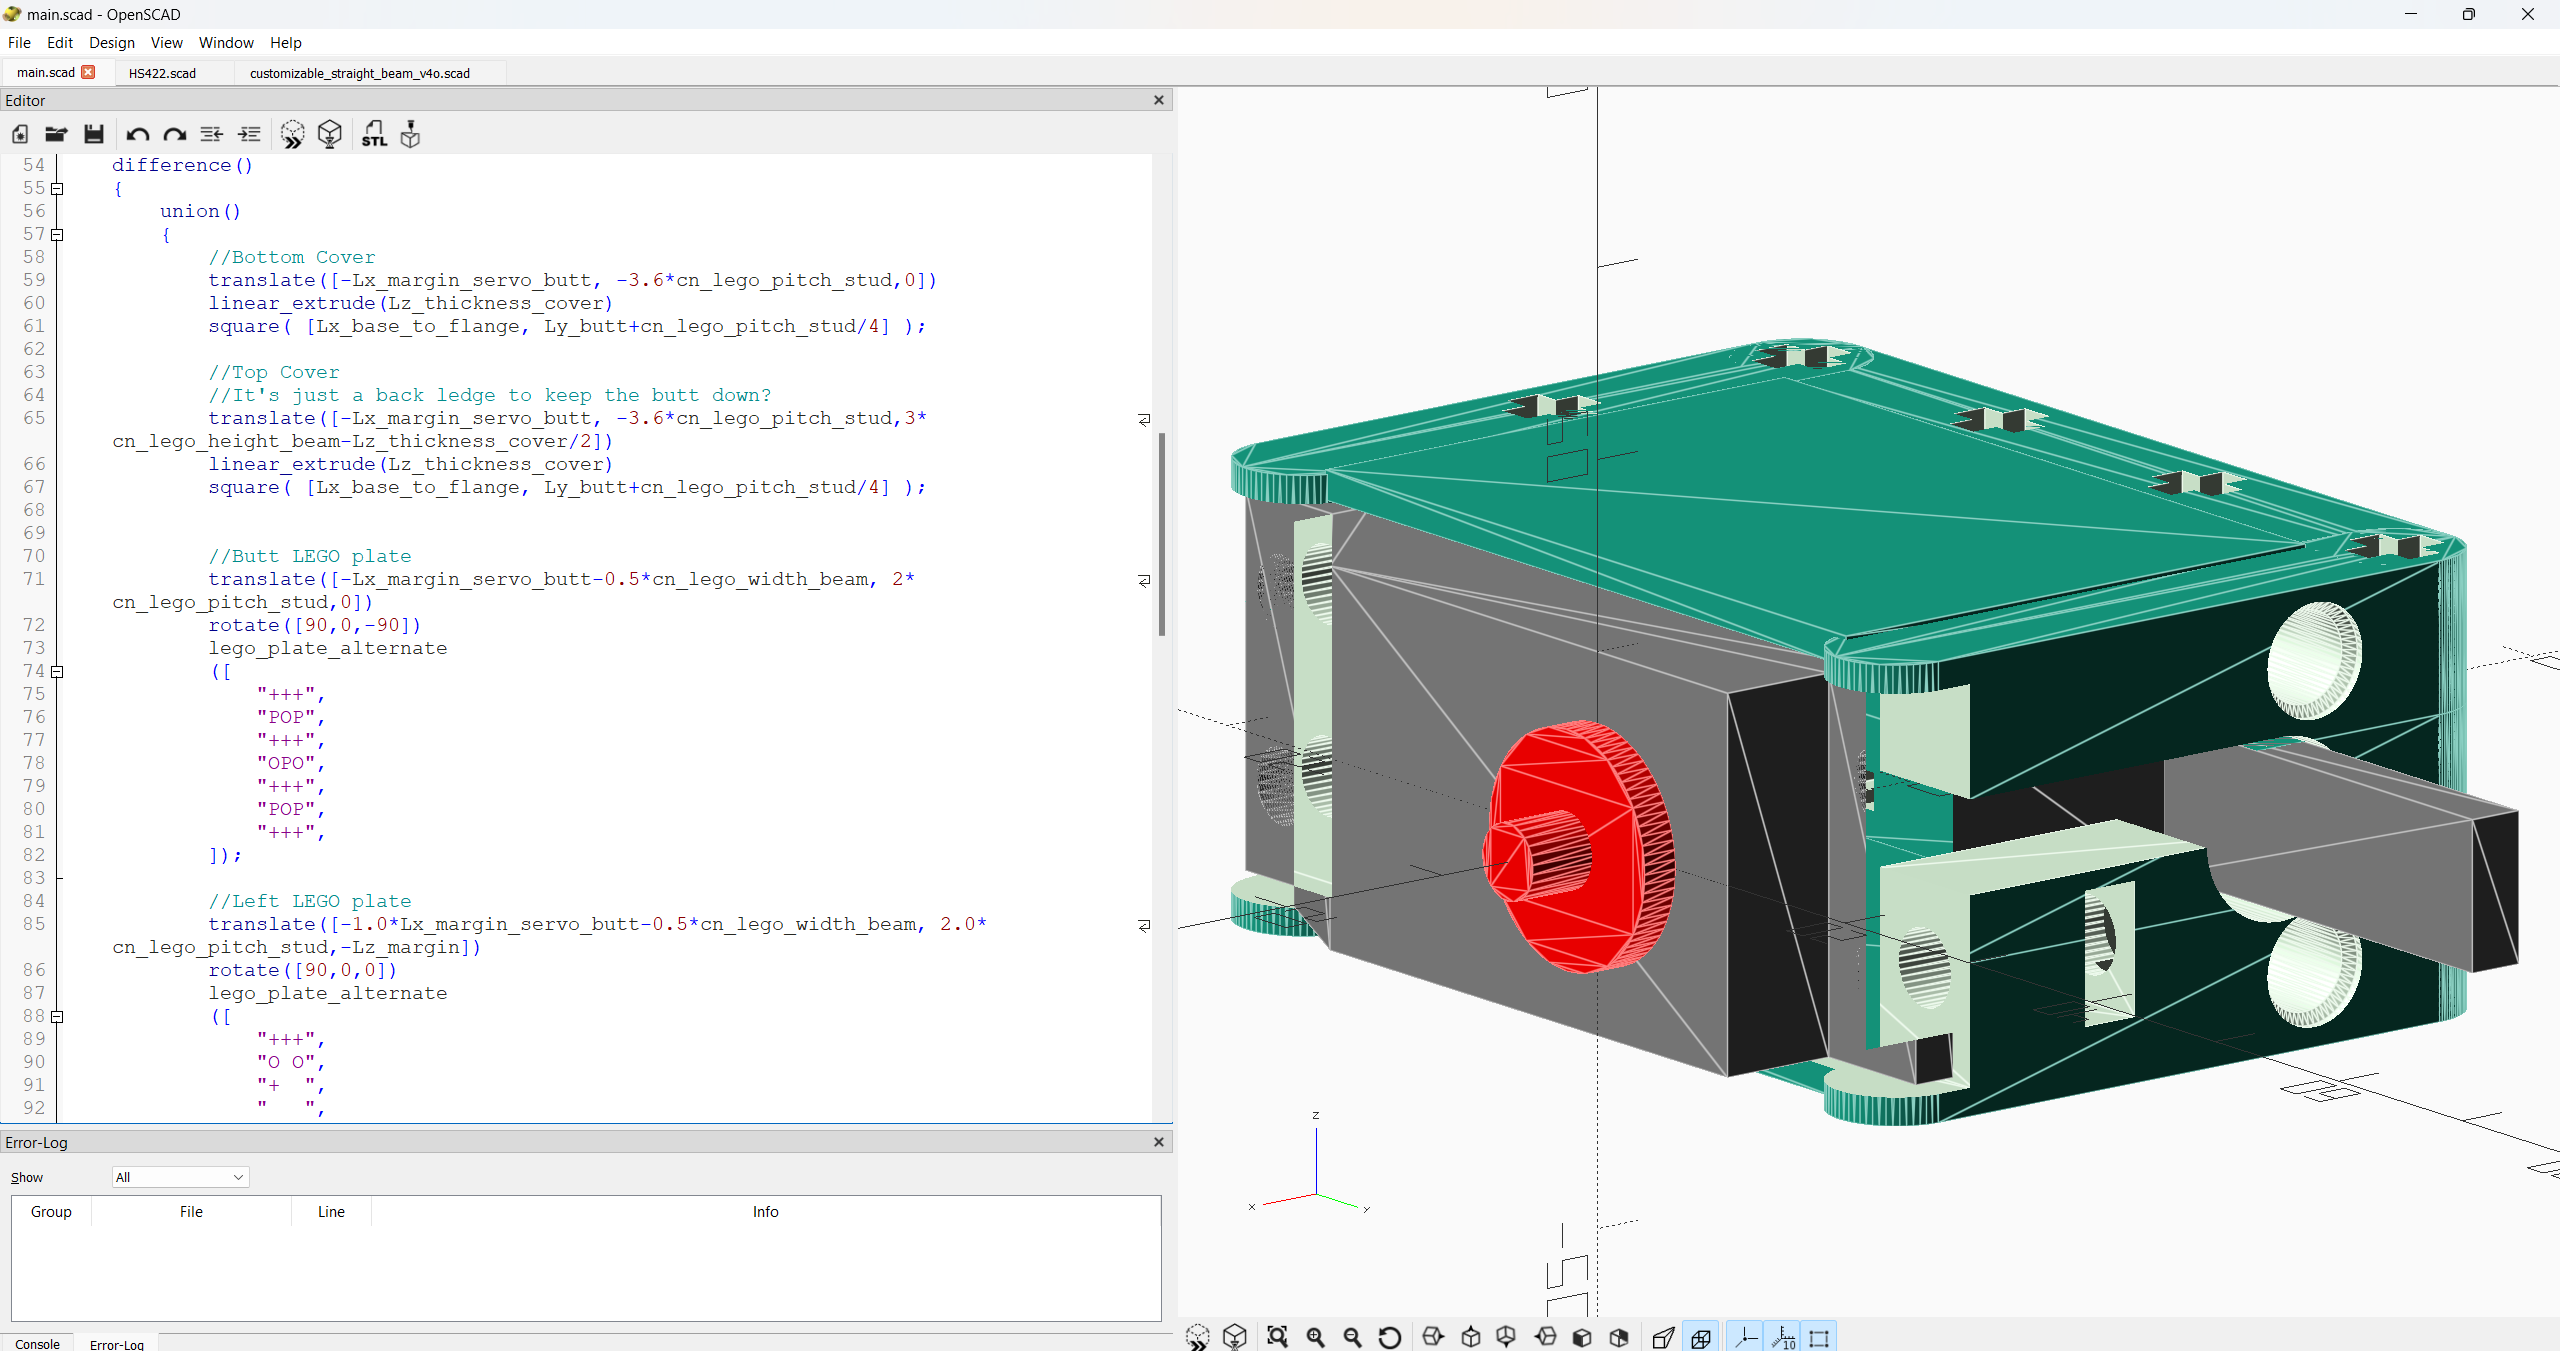 main.scad - OpenSCAD
File Edit Design View Window Help
main.scad HS422.scad customizable_straight_beam_v4o.scad
Editor
STL
54 difference()
55 {
56 union()
57 {
58 //Bottom Cover
59 translate([-Lx_margin_servo_butt, -3.6*cn_lego_pitch_stud,0])
60 linear_extrude(Lz_thickness_cover)
61 square( [Lx_base_to_flange, Ly_butt+cn_lego_pitch_stud/4] );
62
63 //Top Cover
64 //It's just a back ledge to keep the butt down?
65 translate([-Lx_margin_servo_butt, -3.6*cn_lego_pitch_stud,3*
cn_lego_height_beam-Lz_thickness_cover/2])
66 linear_extrude(Lz_thickness_cover)
67 square( [Lx_base_to_flange, Ly_butt+cn_lego_pitch_stud/4] );
68
69
70 //Butt LEGO plate
71 translate([-Lx_margin_servo_butt-0.5*cn_lego_width_beam, 2*
cn_lego_pitch_stud,0])
72 rotate([90,0,-90])
73 lego_plate_alternate
74 ([
75 "+++",
76 "POP",
77 "+++",
78 "OPO",
79 "+++",
80 "POP",
81 "+++",
82 ]);
83
84 //Left LEGO plate
85 translate([-1.0*Lx_margin_servo_butt-0.5*cn_lego_width_beam, 2.0*
cn_lego_pitch_stud,-Lz_margin])
86 rotate([90,0,0])
87 lego_plate_alternate
88 ([
89 "+++",
90 "O O",
91 "+  ",
92 "   ",
Error-Log
Show All
Group File Line Info
Console Error-Log
z
x
y
10